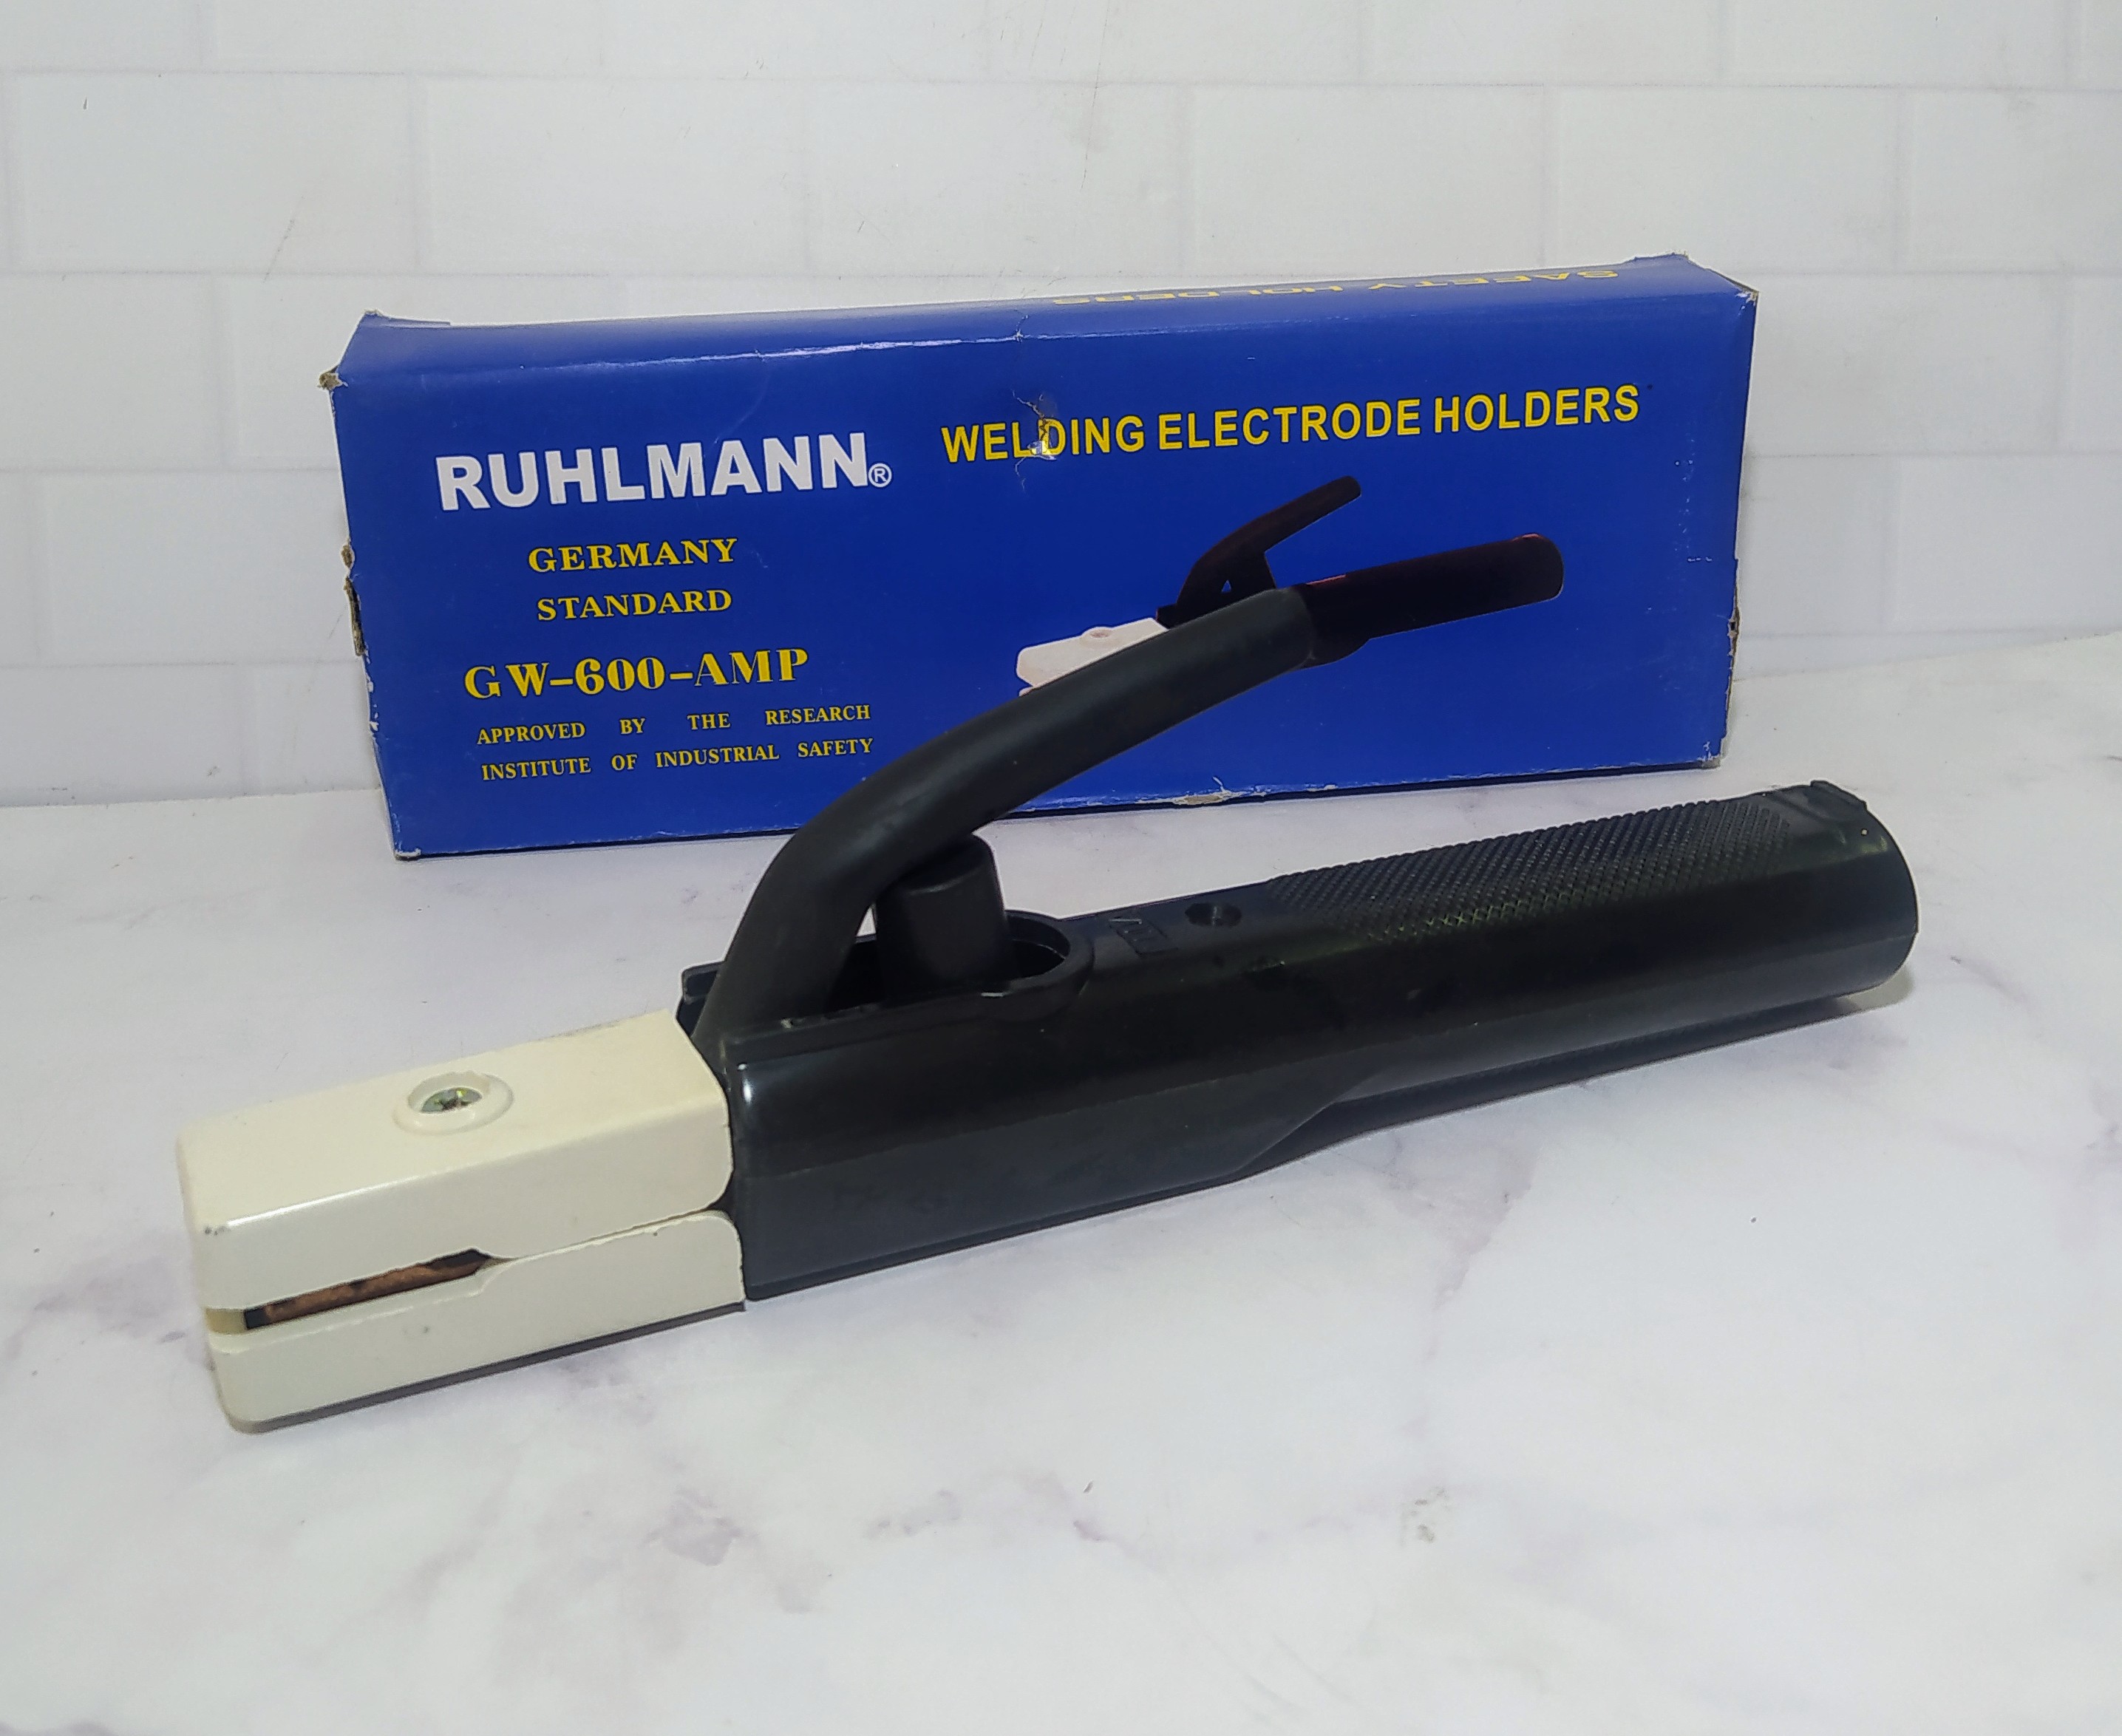 SAFETY HOLDERS
RUHLMANN®
WELDING ELECTRODE HOLDERS
GERMANY
STANDARD
GW-600-AMP
APPROVED BY THE RESEARCH
INSTITUTE OF INDUSTRIAL SAFETY